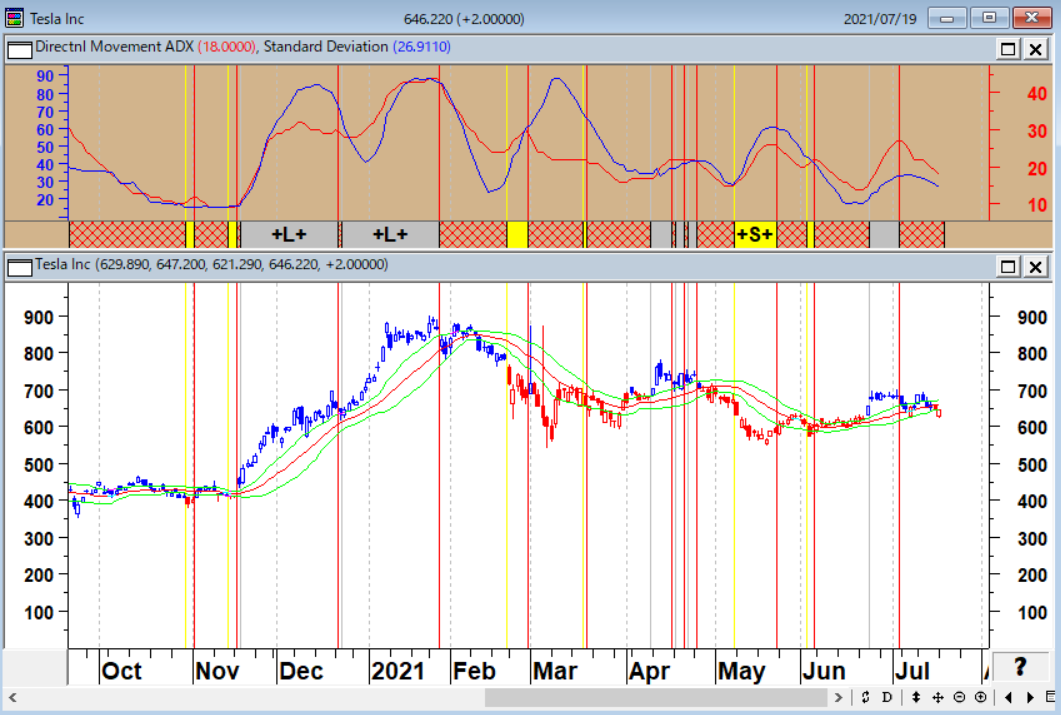 Tesla Inc 646.220 (+2.00000) 2021/07/19
Directnl Movement ADX (18.0000), Standard Deviation (26.9110)
90
80 40
70
60 30
50
40 20
30
20 10
+L+ +L+ +S+
Tesla Inc (629.890, 647.200, 621.290, 646.220, +2.00000)
900 900
800 800
700 700
600 600
500 500
400 400
300 300
200 200
100 100
Oct Nov Dec 2021 Feb Mar Apr May Jun Jul ?
D